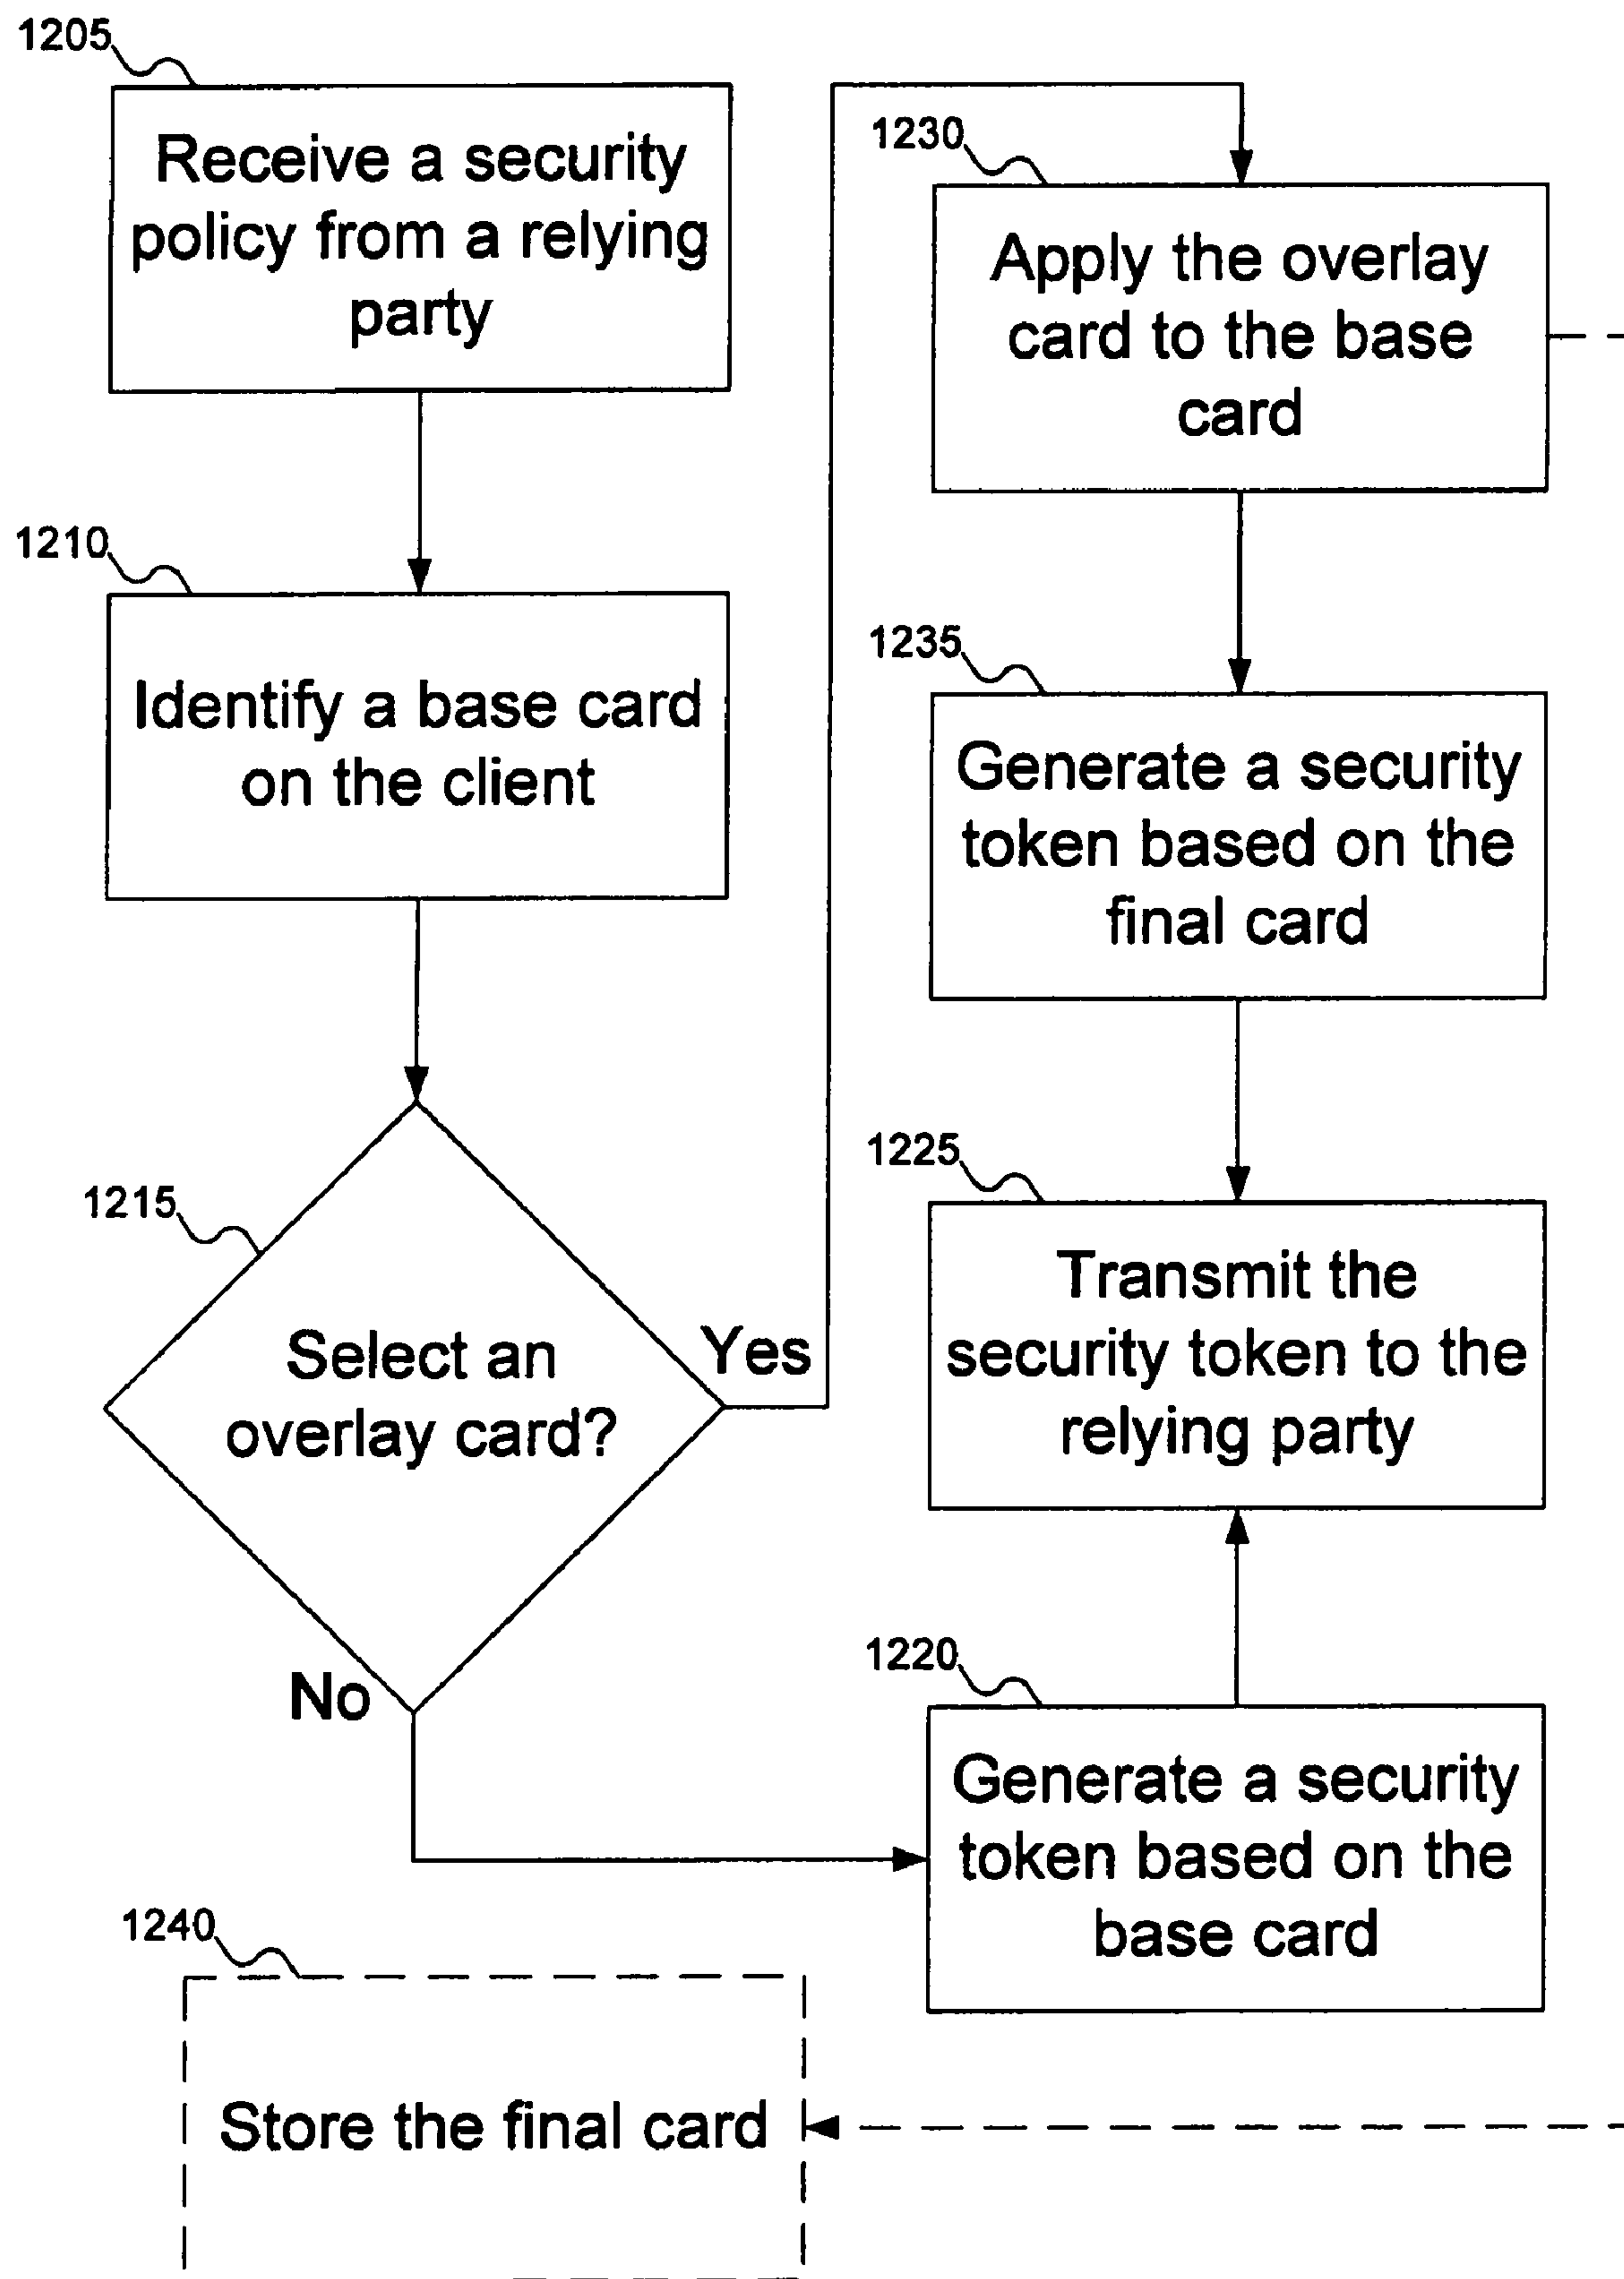 1205
Receive a security
policy from a relying
party
1210
Identify a base card
on the client
1215
Select an
overlay card?
Yes
No
1230
Apply the overlay
card to the base
card
1235
Generate a security
token based on the
final card
1225
Transmit the
security token to the
relying party
1220
Generate a security
token based on the
base card
1240
Store the final card